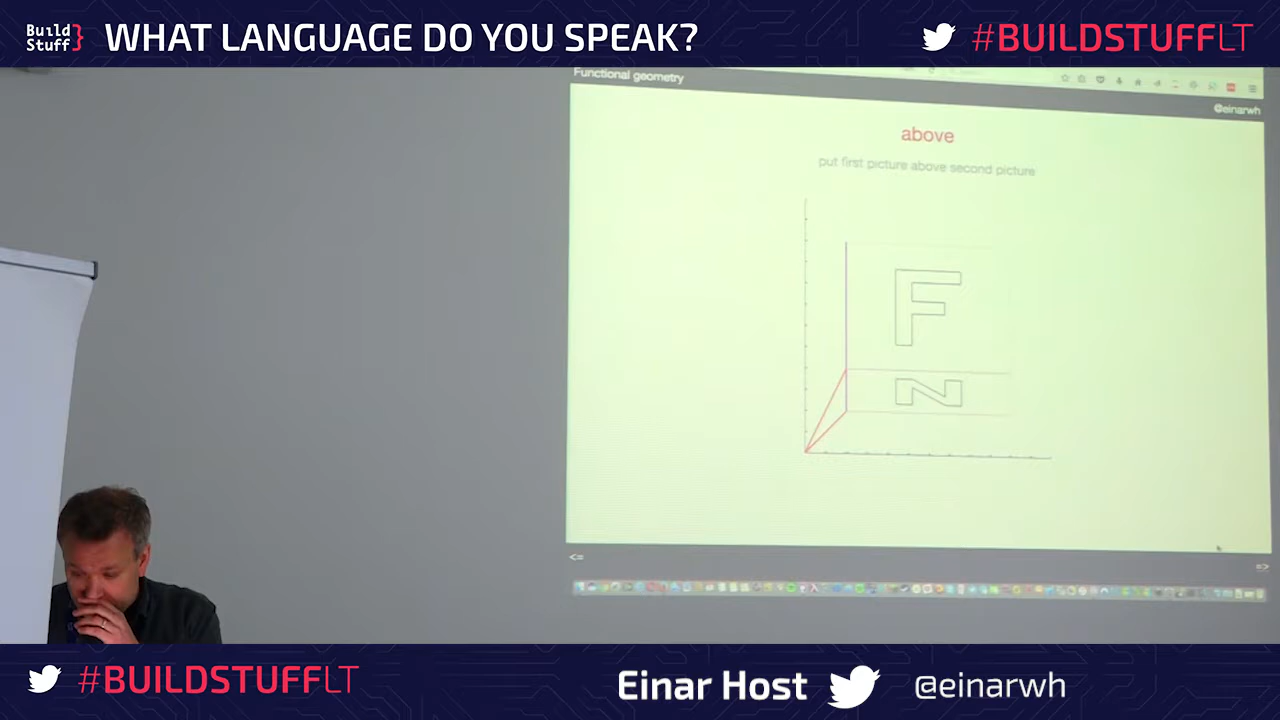 Build
Stuff}
WHAT LANGUAGE DO YOU SPEAK?
#BUILDSTUFFLT
Functional geometry
@einarwh
above
put first picture above second picture
F
N
<=
=>
#BUILDSTUFFLT
Einar Host
@einarwh